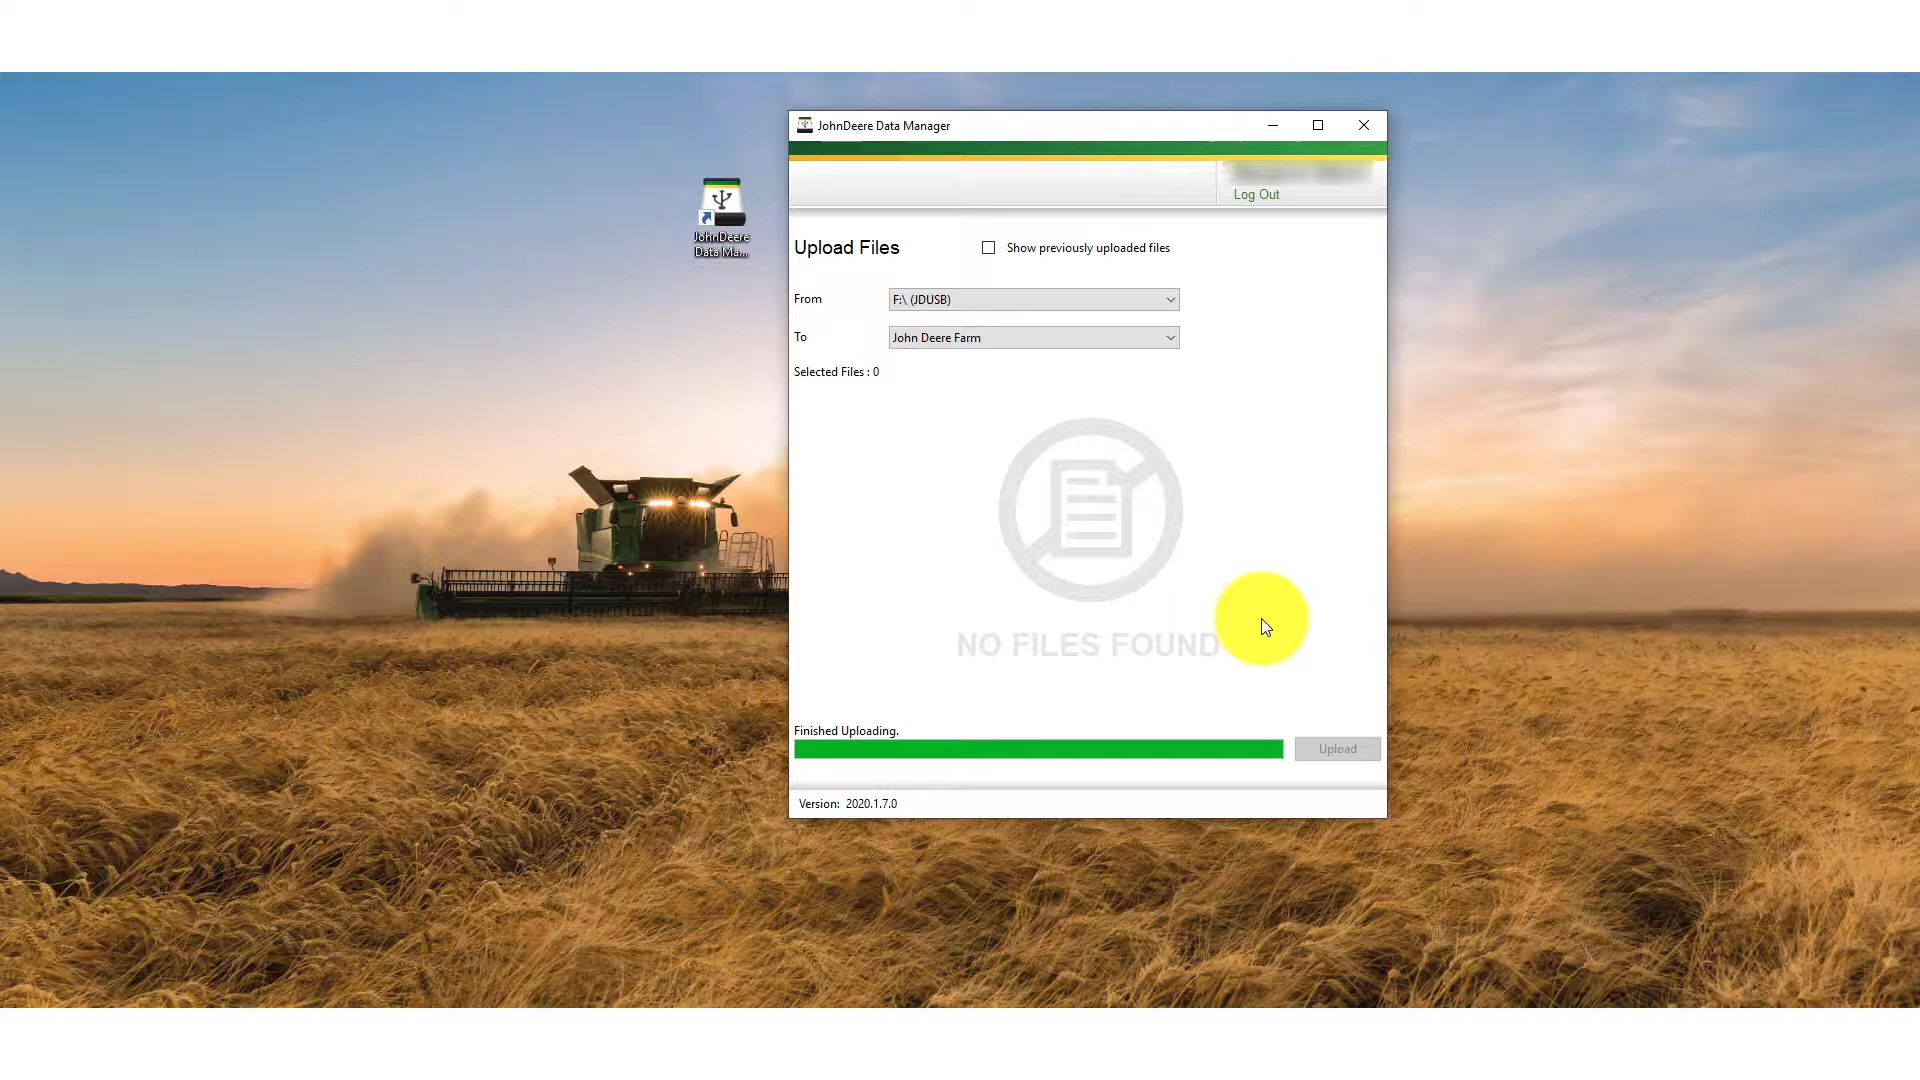 JohnDeere Data Manager
Log Out
JohnDeere
Data Ma...
Upload Files
Show previously uploaded files
From
F:\ (JDUSB)
To
John Deere Farm
Selected Files : 0
NO FILES FOUND
Finished Uploading.
Upload
Version: 2020.1.7.0